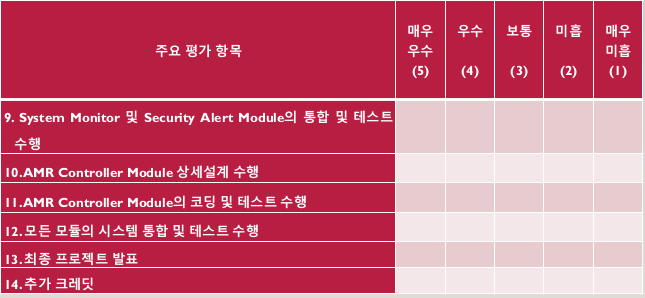 주요 평가 항목
매우
우수
(5)
우수
(4)
보통
(3)
미흡
(2)
매우
미흡
(1)
9. System Monitor 및 Security Alert Module의 통합 및 테스트
수행
10.AMR Controller Module 상세설계 수행
11.AMR Controller Module의 코딩 및 테스트 수행
12.모든 모듈의 시스템 통합 및 테스트 수행
13.최종 프로젝트 발표
14.추가 크레딧